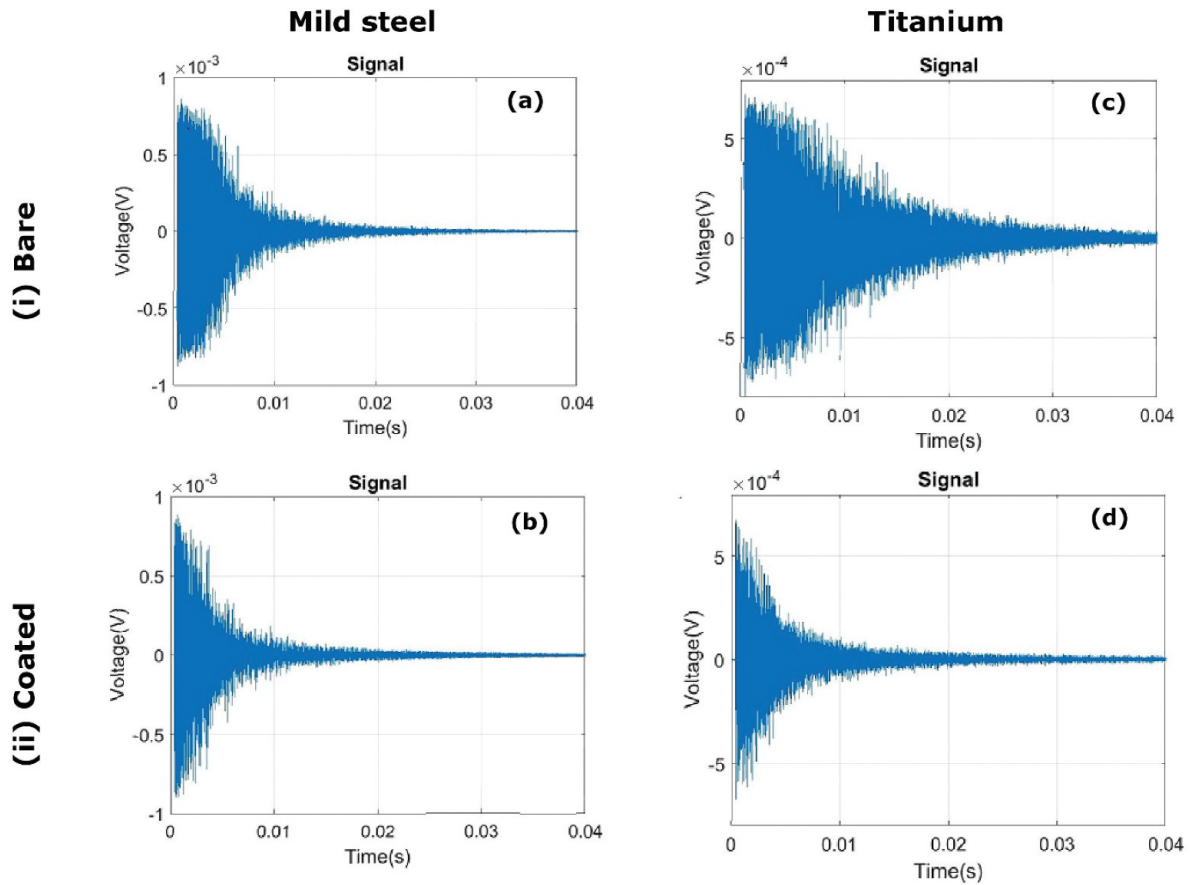 Mild steel
Titanium
(i) Bare
×10⁻³
Signal
(a)
1
0.5
0
-0.5
-1
Voltage(V)
0 0.01 0.02 0.03 0.04
Time(s)
×10⁻⁴
Signal
(c)
5
0
-5
Voltage(V)
0 0.01 0.02 0.03 0.04
Time(s)
(ii) Coated
×10⁻³
Signal
(b)
1
0.5
0
-0.5
-1
Voltage(V)
0 0.01 0.02 0.03 0.04
Time(s)
×10⁻⁴
Signal
(d)
5
0
-5
Voltage(V)
0 0.01 0.02 0.03 0.04
Time(s)